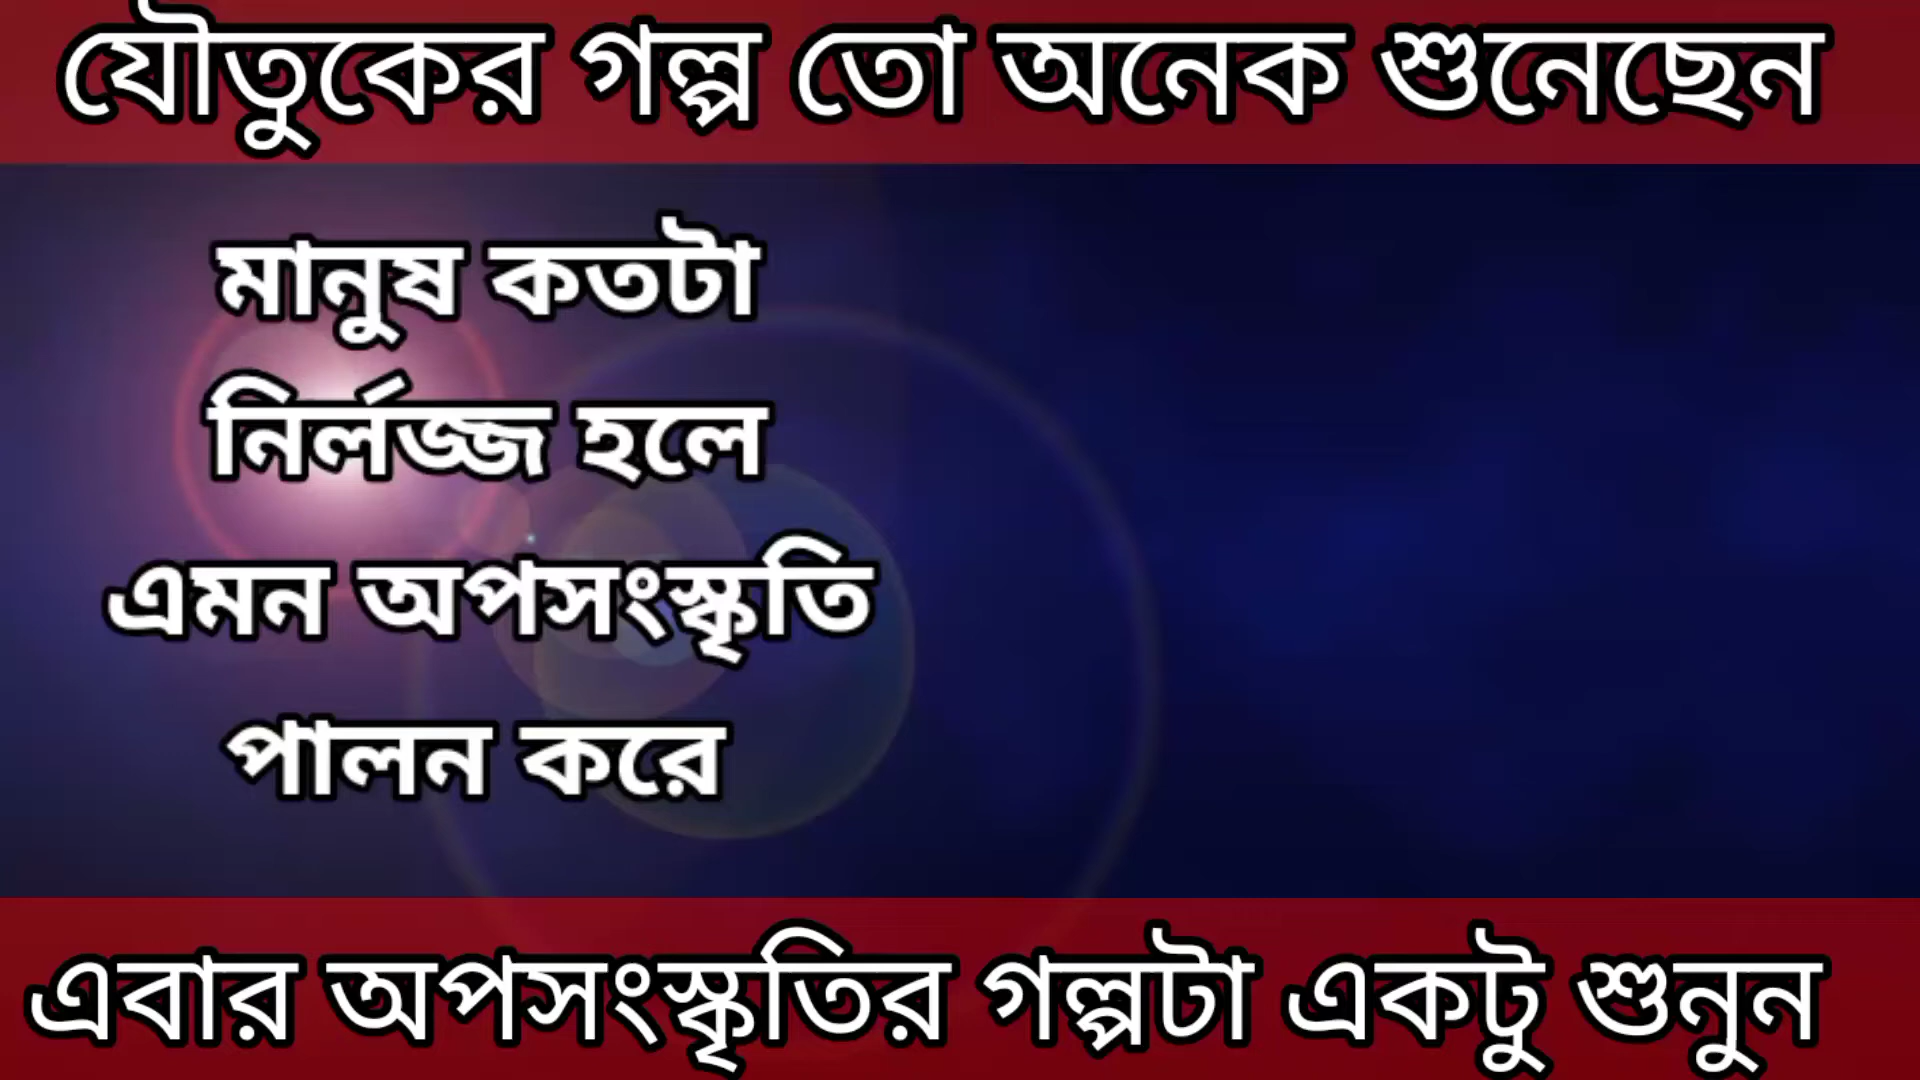 যৌতুকের গল্প তো অনেক শুনেছেন
মানুষ কতটা
নির্লজ্জ হলে
এমন অপসংস্কৃতি
পালন করে
এবার অপসংস্কৃতির গল্পটা একটু শুনুন